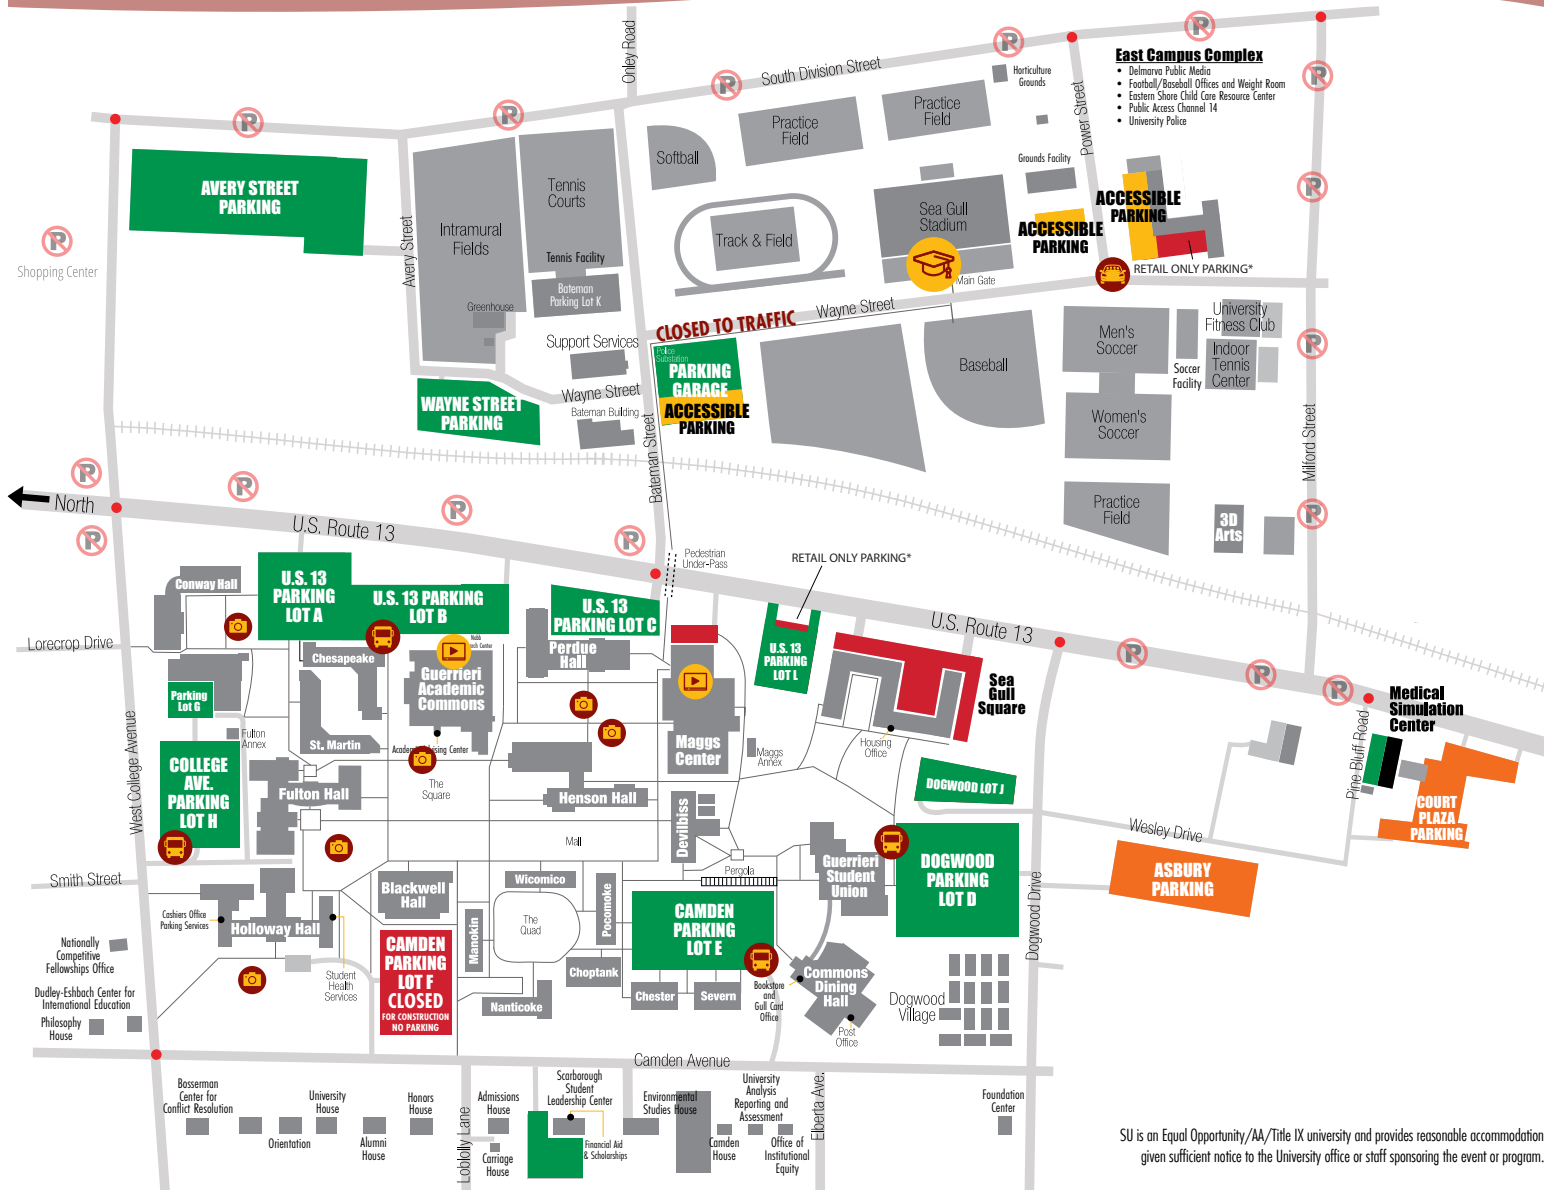 Onley Road
South Division Street
Horticulture
Grounds
East Campus Complex
• Delmarva Public Media
• Football/Baseball Offices and Weight Room
• Eastern Shore Child Care Resource Center
• Public Access Channel 14
• University Police
Power Street
Practice
Field
Practice
Field
Softball
Tennis
Courts
Grounds Facility
AVERY STREET
PARKING
ACCESSIBLE
PARKING
ACCESSIBLE
PARKING
Sea Gull
Stadium
Track & Field
Intramural
Fields
Avery Street
Shopping Center
Tennis Facility
Bateman
Parking Lot K
Greenhouse
Main Gate
RETAIL ONLY PARKING*
Wayne Street
CLOSED TO TRAFFIC
University
Fitness Club
Men's
Soccer
Indoor
Tennis
Center
Soccer
Facility
Support Services
Police
Substation
PARKING
GARAGE
ACCESSIBLE
PARKING
Baseball
Wayne Street
WAYNE STREET
PARKING
Bateman Building
Bateman Street
Women's
Soccer
Milford Street
North
U.S. Route 13
Practice
Field
3D
Arts
Pedestrian
Under-Pass
RETAIL ONLY PARKING*
Conway Hall
U.S. 13
PARKING
LOT A
U.S. 13 PARKING
LOT B
U.S. 13
PARKING LOT C
U.S. Route 13
Lorecrop Drive
Chesapeake
Guerrieri
Academic
Commons
Perdue
Hall
U.S. 13
PARKING
LOT L
Sea
Gull
Square
Medical
Simulation
Center
Parking
Lot G
Fulton
Annex
St. Martin
The
Square
Maggs
Center
Maggs
Annex
Housing
Office
West College Avenue
COLLEGE
AVE.
PARKING
LOT H
Fulton Hall
Henson Hall
DOGWOOD LOT J
Pine Bluff Road
COURT
PLAZA
PARKING
Devilbiss
Mall
Wesley Drive
Smith Street
Guerrieri
Student
Union
DOGWOOD
PARKING
LOT D
ASBURY
PARKING
Pergola
Blackwell
Hall
Wicomico
Pocomoke
Manokin
The
Quad
CAMDEN
PARKING
LOT E
Dogwood Drive
Cashiers Office
Parking Services
Holloway Hall
CAMDEN
PARKING
LOT F
CLOSED
FOR CONSTRUCTION
NO PARKING
Nationally
Competitive
Fellowships Office
Student
Health
Services
Choptank
Chester
Severn
Nanticoke
Bookstore
and
Gull Card
Office
Commons
Dining
Hall
Post
Office
Dogwood
Village
Dudley-Eshbach Center for
International Education
Philosophy
House
Camden Avenue
Bosserman
Center for
Conflict Resolution
Orientation
University
House
Alumni
House
Honors
House
Loblolly Lane
Admissions
House
Carriage
House
Scarborough
Student
Leadership Center
Financial Aid
& Scholarships
Environmental
Studies House
Camden
House
University
Analysis
Reporting and
Assessment
Office of
Institutional
Equity
Elberta Ave.
Foundation
Center
SU is an Equal Opportunity/AA/Title IX university and provides reasonable accommodation
given sufficient notice to the University office or staff sponsoring the event or program.